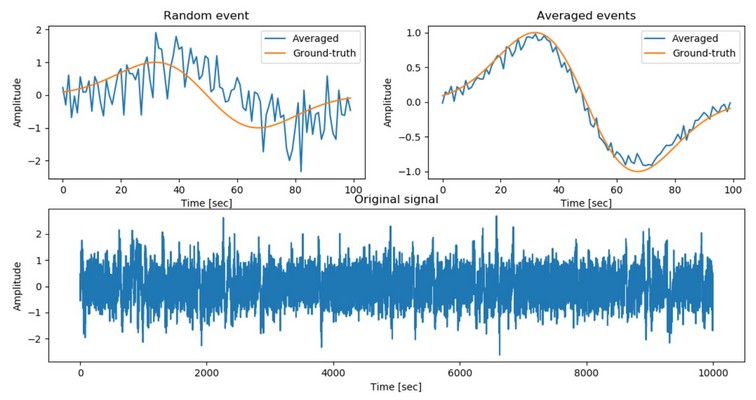 Random event
Averaged events
2
1
0
−1
−2
Amplitude
Averaged
Ground-truth
0 20 40 60 80 100
Time [sec]
1.0
0.5
0.0
−0.5
−1.0
Amplitude
Averaged
Ground-truth
0 20 40 60 80 100
Time [sec]
Original signal
2
1
0
−1
−2
Amplitude
0 2000 4000 6000 8000 10000
Time [sec]